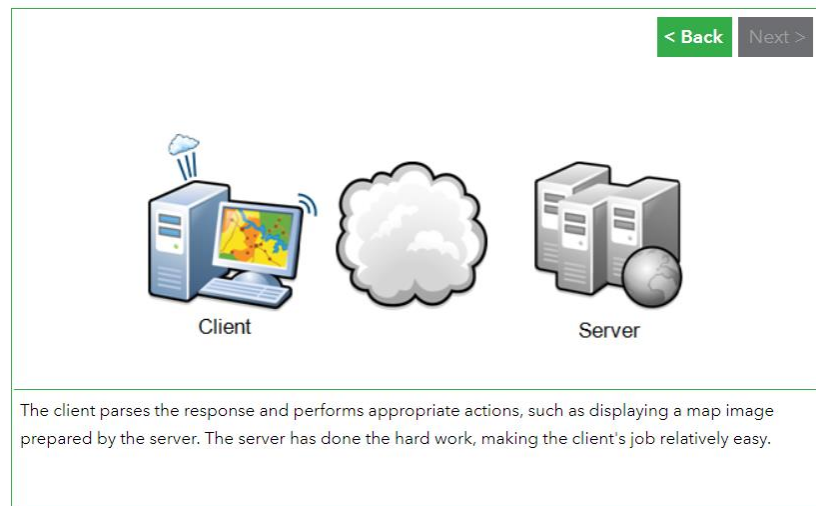 < Back Next >
Client
Server
The client parses the response and performs appropriate actions, such as displaying a map image
prepared by the server. The server has done the hard work, making the client's job relatively easy.